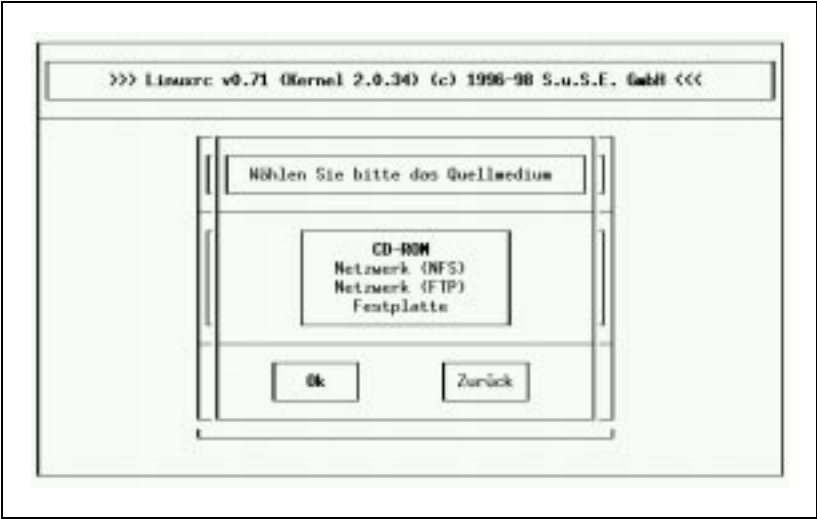 >>> Linuxrc v0.71 (Kernel 2.0.34) (c) 1996-98 S.u.S.E. GmbH <<<
Wählen Sie bitte das Quellmedium
CD-ROM
Netzwerk (NFS)
Netzwerk (FTP)
Festplatte
Ok
Zurück